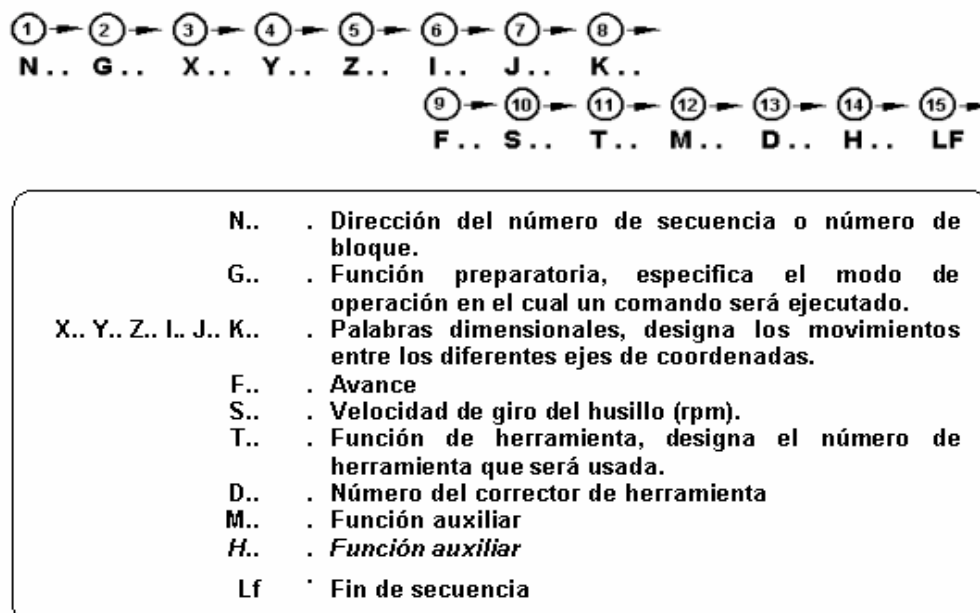 1 2 3 4 5 6 7 8
N . . G . . X . . Y . . Z . . I . . J . . K . .
9 10 11 12 13 14 15
F . . S . . T . . M . . D . . H . . LF
N.. . Dirección del número de secuencia o número de
bloque.
G.. . Función preparatoria, especifica el modo de
operación en el cual un comando será ejecutado.
X.. Y.. Z.. I.. J.. K.. . Palabras dimensionales, designa los movimientos
entre los diferentes ejes de coordenadas.
F.. . Avance
S.. . Velocidad de giro del husillo (rpm).
T.. . Función de herramienta, designa el número de
herramienta que será usada.
D.. . Número del corrector de herramienta
M.. . Función auxiliar
H.. . Función auxiliar
Lf . Fin de secuencia